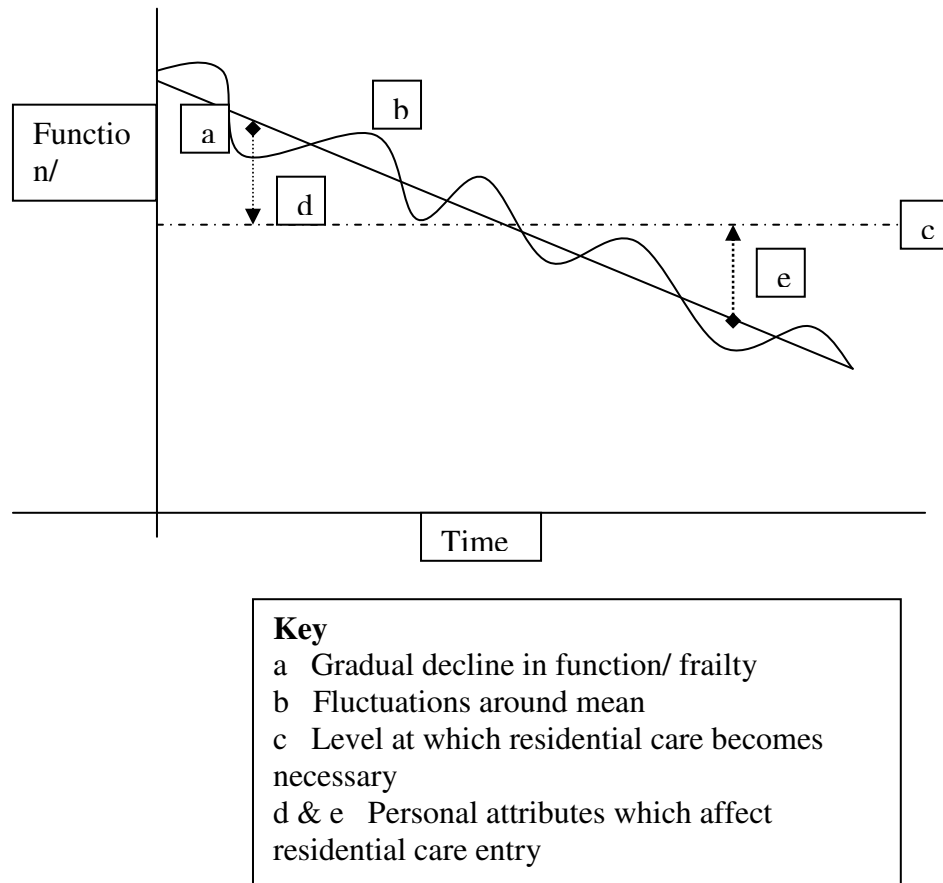 b
Functio
n/
a
d
c
e
Time
Key
a Gradual decline in function/ frailty
b Fluctuations around mean
c Level at which residential care becomes
necessary
d & e Personal attributes which affect
residential care entry